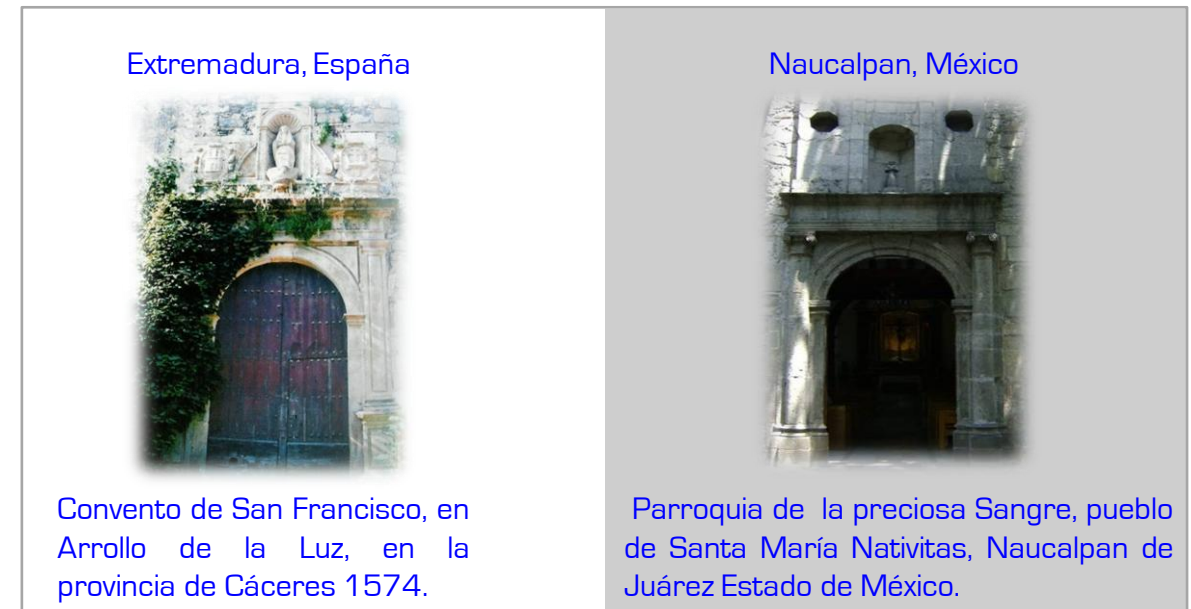 Extremadura, España
Convento de San Francisco, en
Arrollo de la Luz, en la
provincia de Cáceres 1574.
Naucalpan, México
Parroquia de la preciosa Sangre, pueblo
de Santa María Nativitas, Naucalpan de
Juárez Estado de México.